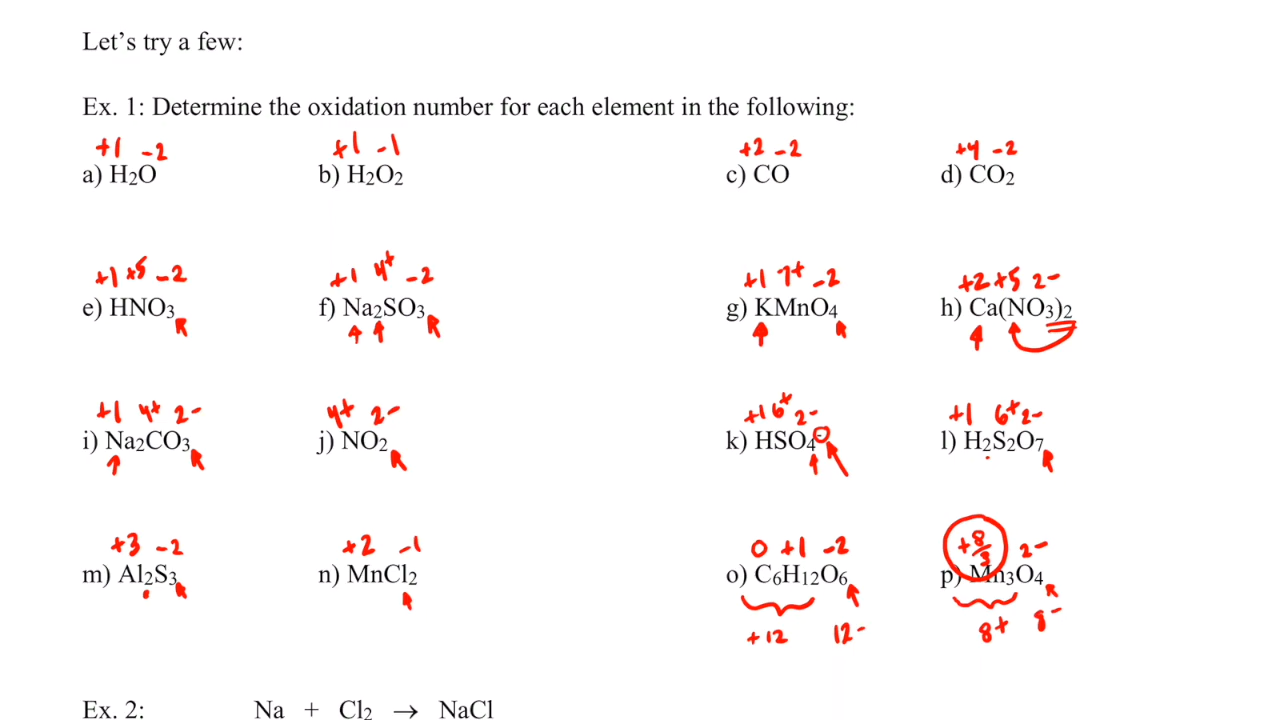 Let’s try a few:
Ex. 1: Determine the oxidation number for each element in the following:
+1 -2 +1 -1 +2 -2 +4 -2
a) H2O b) H2O2 c) CO d) CO2
+1 +5 -2 +1 4+ -2 +1 7+ -2 +2 +5 2-
e) HNO3 f) Na2SO3 g) KMnO4 h) Ca(NO3)2
+1 4+ 2- 4+ 2- +1 6+ 2- +1 6+ 2-
i) Na2CO3 j) NO2 k) HSO4- l) H2S2O7
+3 -2 +2 -1 0 +1 -2 +8/3 2-
m) Al2S3 n) MnCl2 o) C6H12O6 p) Mn3O4
+12 12- 8+ 8-
Ex. 2: Na + Cl2 → NaCl